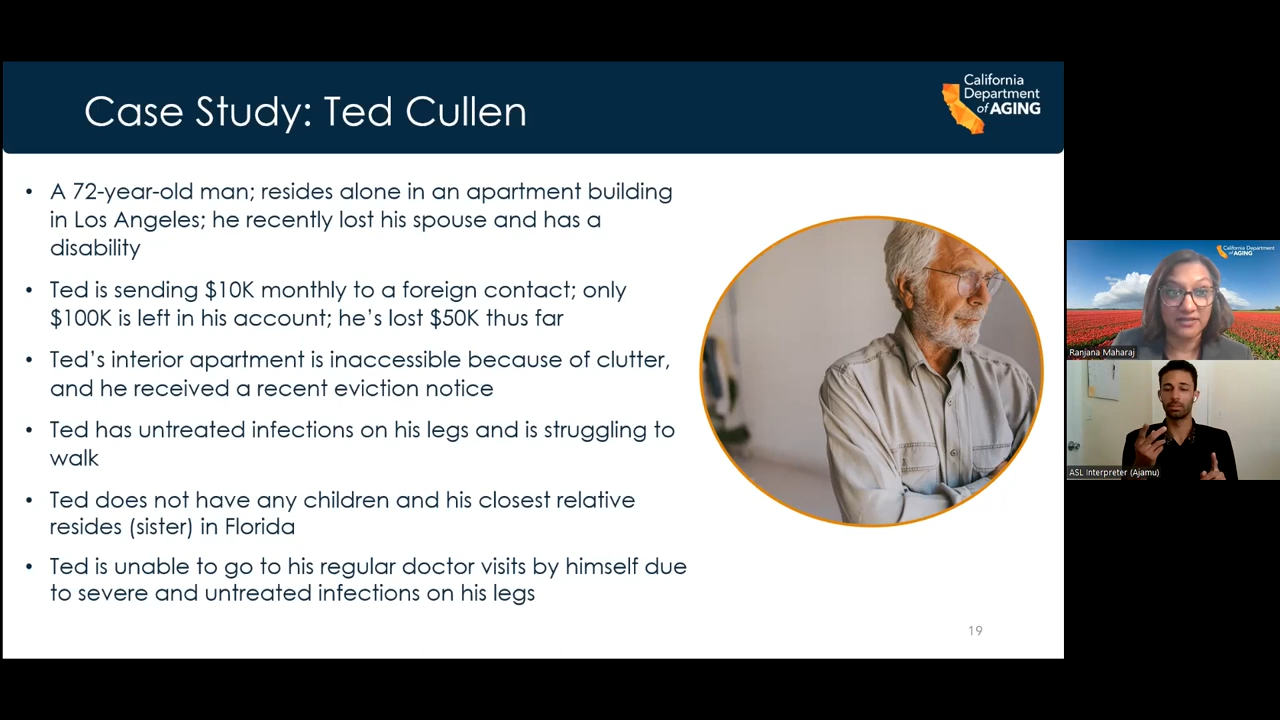 Case Study: Ted Cullen
California
Department
of AGING
• A 72-year-old man; resides alone in an apartment building
in Los Angeles; he recently lost his spouse and has a
disability
• Ted is sending $10K monthly to a foreign contact; only
$100K is left in his account; he's lost $50K thus far
• Ted's interior apartment is inaccessible because of clutter,
and he received a recent eviction notice
• Ted has untreated infections on his legs and is struggling to
walk
• Ted does not have any children and his closest relative
resides (sister) in Florida
• Ted is unable to go to his regular doctor visits by himself due
to severe and untreated infections on his legs
19
California Department
of AGING
Ranjana Maharaj
ASL Interpreter (Ajamu)